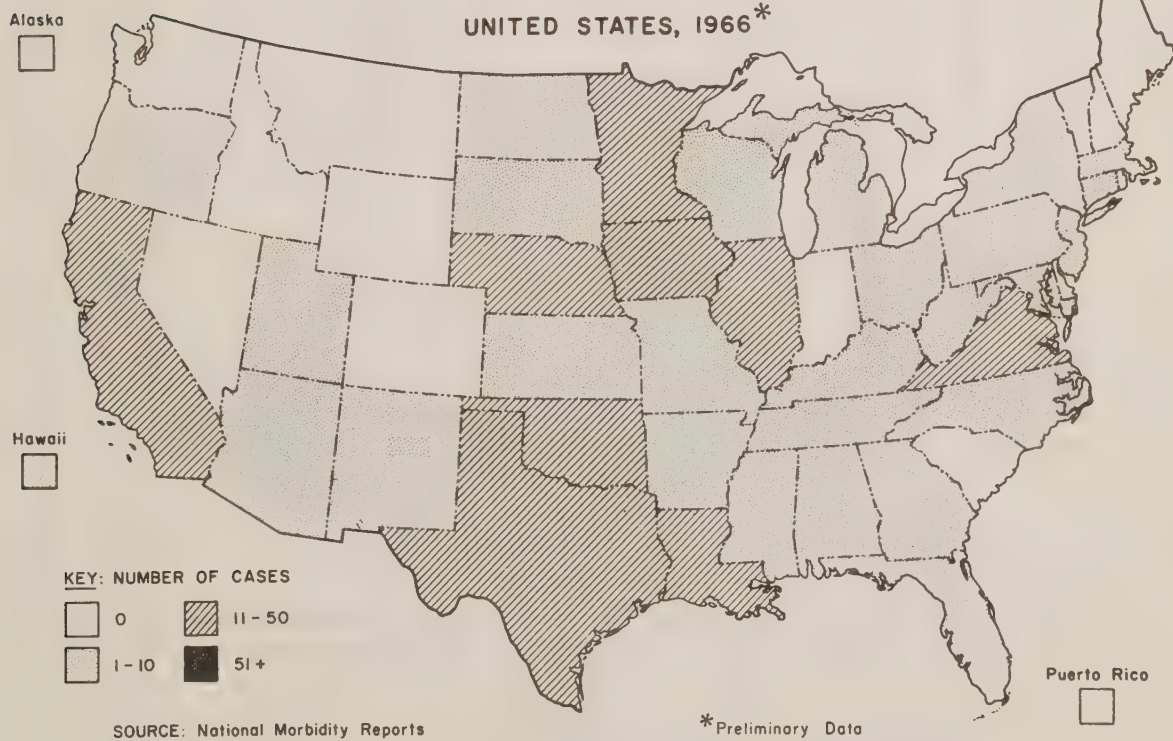 UNITED STATES, 1966*
Alaska
Hawaii
KEY: NUMBER OF CASES
0
11-50
1-10
51+
Puerto Rico
SOURCE: National Morbidity Reports
*Preliminary Data